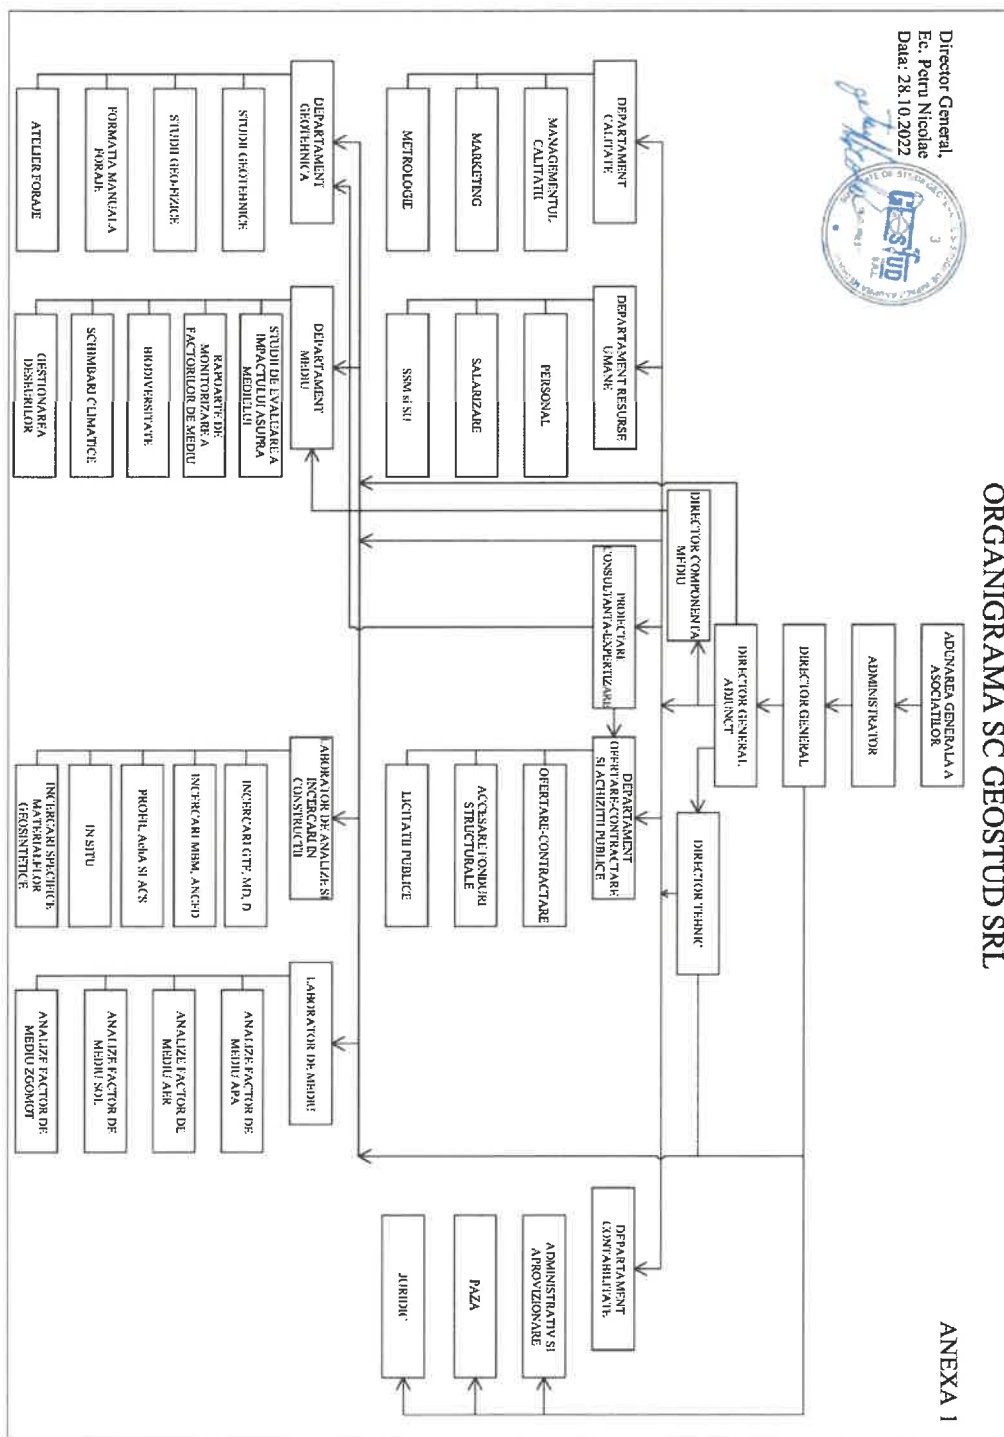 ORGANIGRAMA SC GEOSTUD SRL
ANEXA 1
Director General,
Ec. Petru Nicolae
Data: 28.10.2022
GEOSTUD
S.R.L.
3
ADUNAREA GENERALA A
ASOCIATILOR
ADMINISTRATOR
DIRECTOR GENERAL
DIRECTOR GENERAL
ADJUNCT
DIRECTOR COMPONENTA
MEDIU
DIRECTOR TEHNIC
PROIECTARE
CONSULTANTA-EXPERTIZARE
DEPARTAMENT
CALITATE
MANAGEMENTUL
CALITATII
MARKETING
METROLOGIE
DEPARTAMENT RESURSE
UMANE
PERSONAL
SALARIZARE
SSM si SU
DEPARTAMENT
OFERTARE-CONTRACTARE
SI ACHIZITII PUBLICE
OFERTARE-CONTRACTARE
ACCESARE FONDURI
STRUCTURALE
LICITATII PUBLICE
DEPARTAMENT
CONTABILITATE
ADMINISTRATIV SI
APROVIZIONARE
PAZA
JURIDIC
DEPARTAMENT
GEOTEHNICA
STUDII GEOTEHNICE
STUDII GEO-FIZICE
FORMATIA MANUALA
FORAJE
ATELIER FORAJE
DEPARTAMENT
MEDIU
STUDII DE EVALUARE A
IMPACTULUI ASUPRA
MEDIULUI
RAPOARTE DE
MONITORIZARE A
FACTORILOR DE MEDIU
BIODIVERSITATE
SCHIMBARI CLIMATICE
GESTIONAREA
DESEURILOR
LABORATOR DE ANALIZE SI
INCERCARI IN
CONSTRUCTII
INCERCARI GTF, MD, D
INCERCARI MBM, ANCFD
PROFIL AchA SI ACS
IN SITU
INCERCARI SPECIFICE
MATERIALELOR
GEOSINTETICE
LABORATOR DE MEDIU
ANALIZE FACTOR DE
MEDIU APA
ANALIZE FACTOR DE
MEDIU AER
ANALIZE FACTOR DE
MEDIU SOL
ANALIZE FACTOR DE
MEDIU ZGOMOT